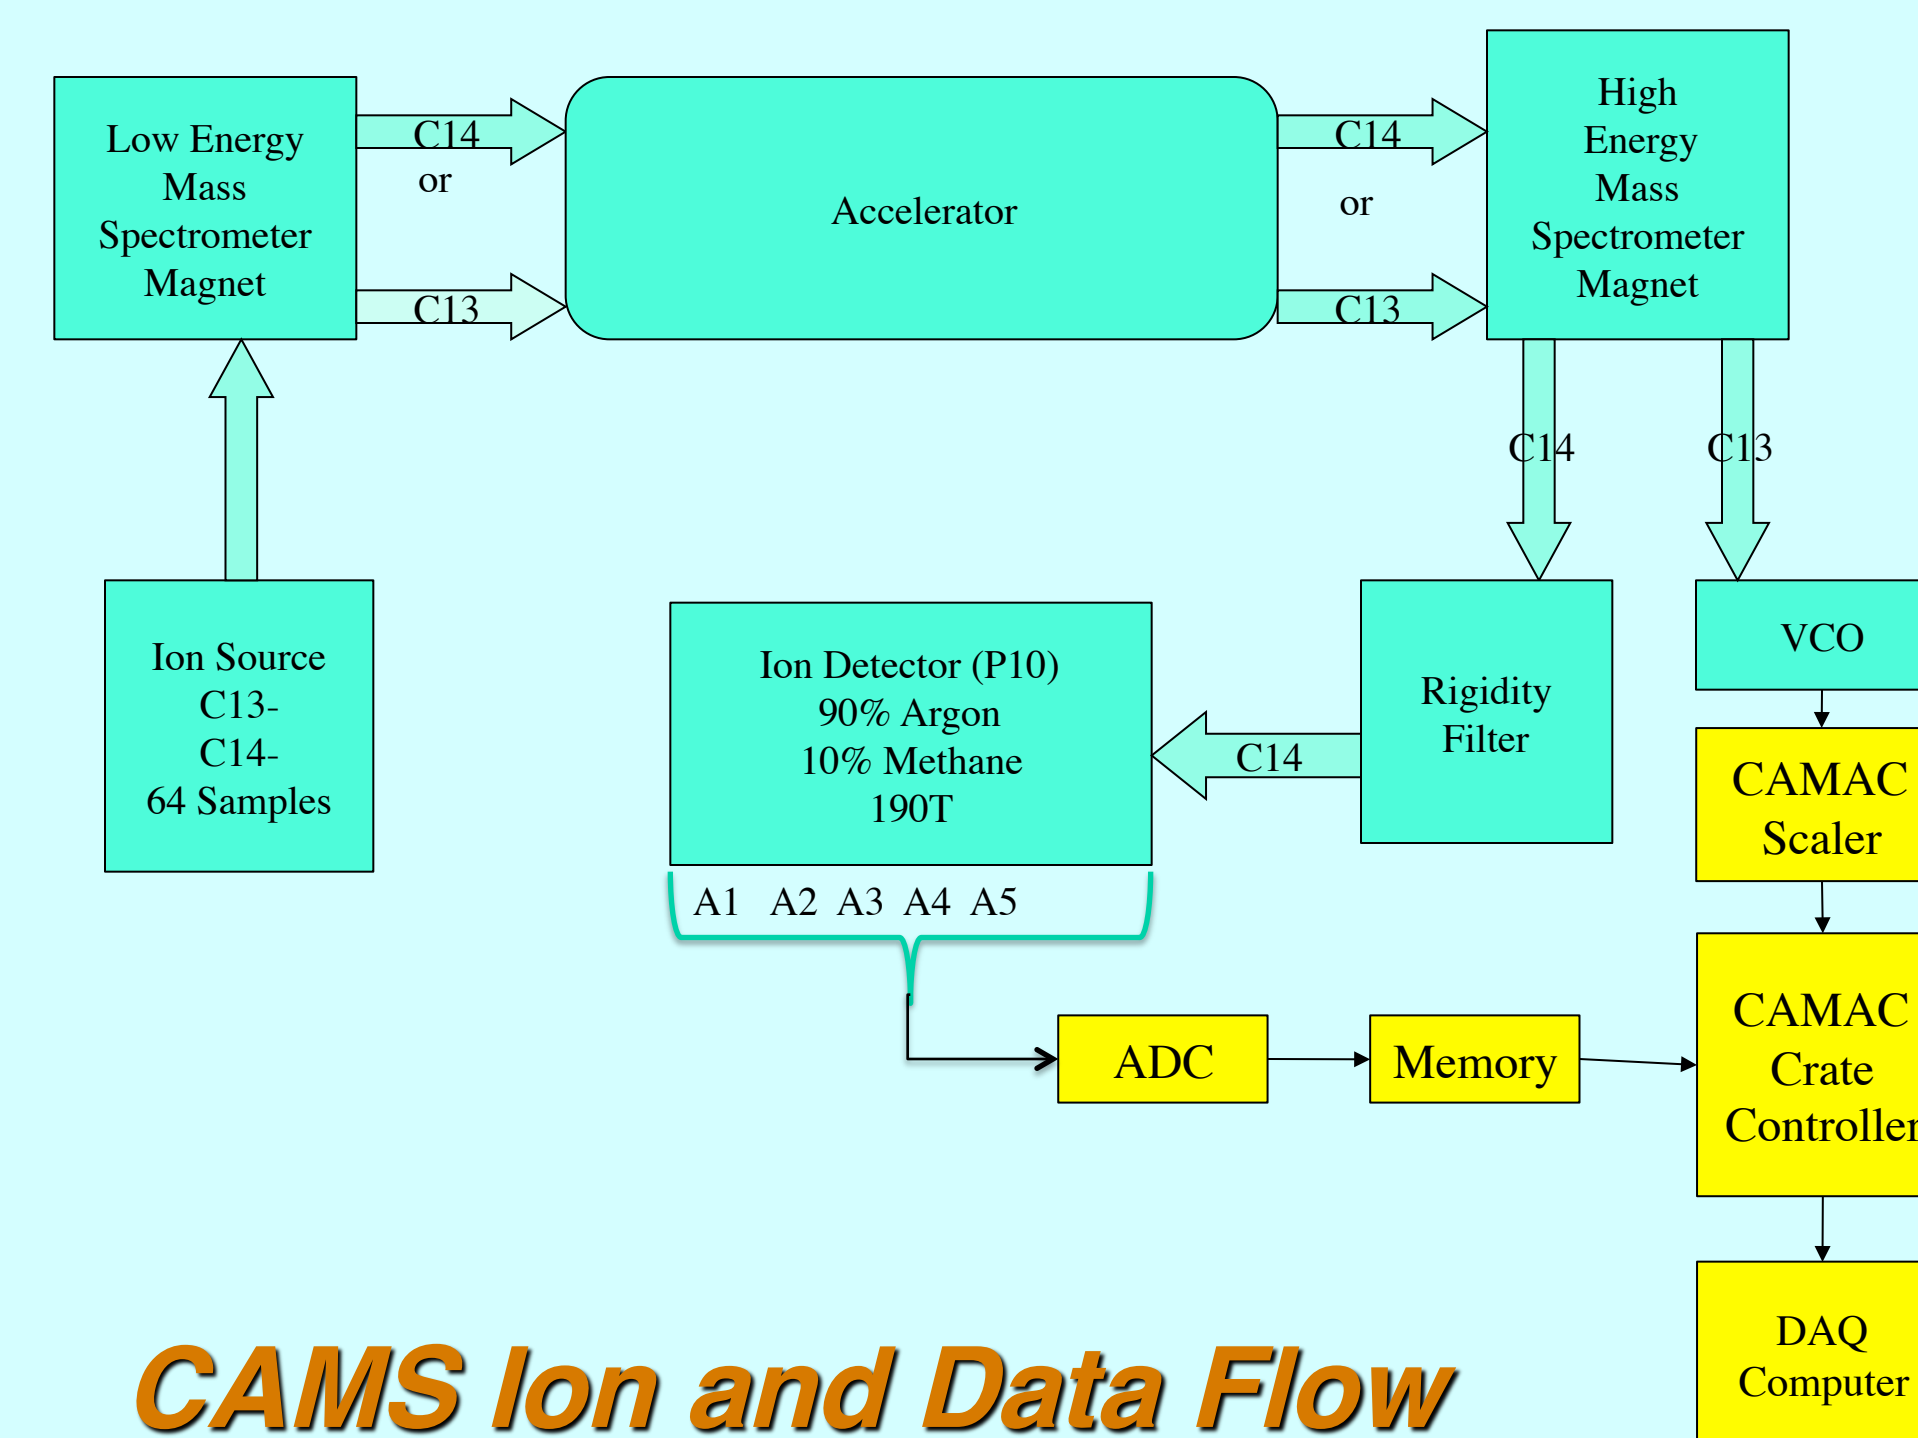 Low Energy
Mass
Spectrometer
Magnet
C14
or
C13
Accelerator
C14
or
C13
High
Energy
Mass
Spectrometer
Magnet
C14
C13
Ion Source
C13-
C14-
64 Samples
Ion Detector (P10)
90% Argon
10% Methane
190T
C14
Rigidity
Filter
VCO
CAMAC
Scaler
A1 A2 A3 A4 A5
ADC
Memory
CAMAC
Crate
Controller
DAQ
Computer
CAMS Ion and Data Flow